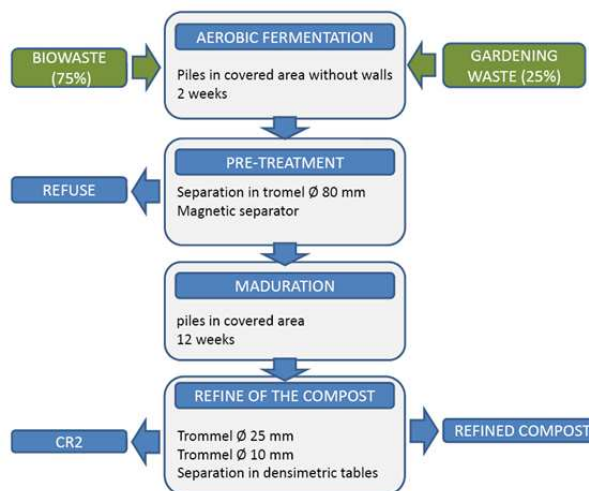 AEROBIC FERMENTATION
BIOWASTE
(75%)
Piles in covered area without walls
2 weeks
GARDENING
WASTE (25%)
PRE-TREATMENT
REFUSE
Separation in tromel Ø 80 mm
Magnetic separator
MADURATION
piles in covered area
12 weeks
REFINE OF THE COMPOST
CR2
Trommel Ø 25 mm
Trommel Ø 10 mm
Separation in densimetric tables
REFINED COMPOST